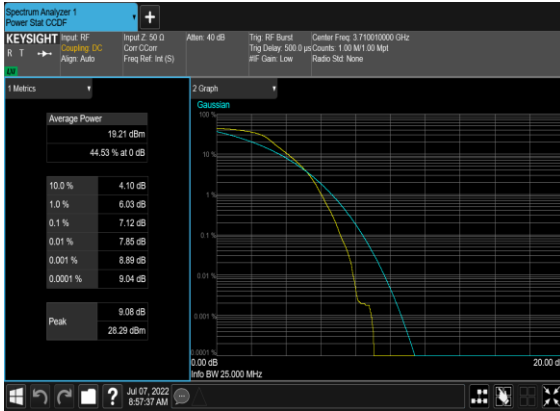 Spectrum Analyzer 1
Power Stat CCDF
+
KEYSIGHT
R T
Input: RF
Coupling: DC
Align: Auto
Input Z: 50 Ω
Corr CCorr
Freq Ref: Int (S)
Atten: 40 dB
Trig: RF Burst
Trig Delay: 500.0 µs
#IF Gain: Low
Center Freq: 3.710010000 GHz
Counts: 1.00 M/1.00 Mpt
Radio Std: None
1 Metrics
Average Power
19.21 dBm
44.53 % at 0 dB
10.0 % 4.10 dB
1.0 % 6.03 dB
0.1 % 7.12 dB
0.01 % 7.85 dB
0.001 % 8.89 dB
0.0001 % 9.04 dB
Peak
9.08 dB
28.29 dBm
2 Graph
Gaussian
100 %
10 %
1 %
0.1 %
0.01 %
0.001 %
0.0001 %
0.00 dB
20.00 d
Info BW 25.000 MHz
?
Jul 07, 2022
8:57:37 AM